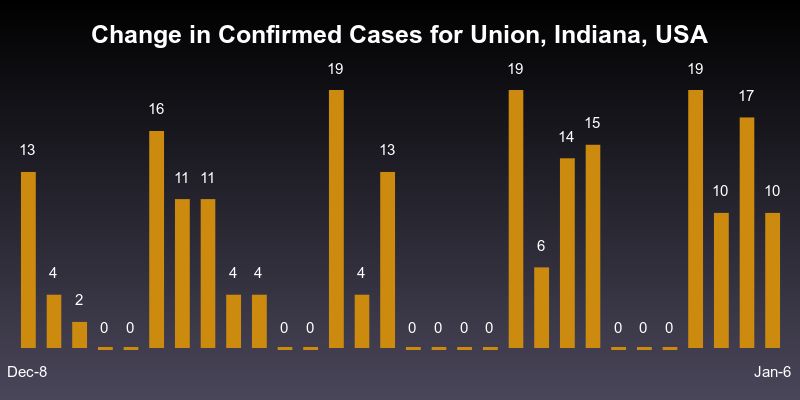 Change in Confirmed Cases for Union, Indiana, USA
13 4 2 0 0 16 11 11 4 4 0 0 19 4 13 0 0 0 0 19 6 14 15 0 0 0 19 10 17 10
Dec-8 Jan-6